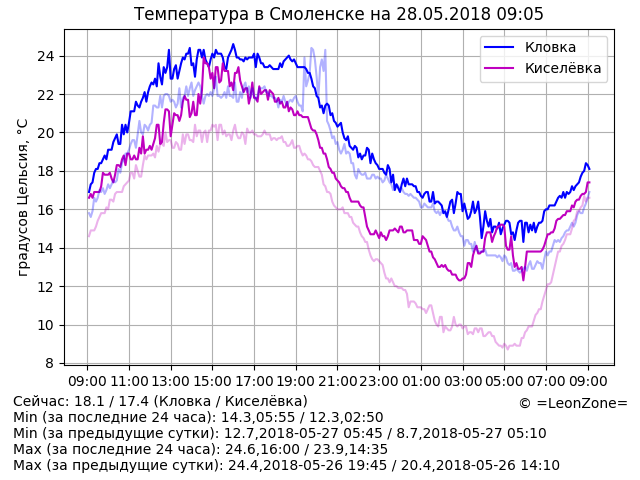 Температура в Смоленске на 28.05.2018 09:05
Кловка
Киселёвка
градусов Цельсия, °C
24
22
20
18
16
14
12
10
8
09:00 11:00 13:00 15:00 17:00 19:00 21:00 23:00 01:00 03:00 05:00 07:00 09:00
Сейчас: 18.1 / 17.4 (Кловка / Киселёвка)
© =LeonZone=
Min (за последние 24 часа): 14.3,05:55 / 12.3,02:50
Min (за предыдущие сутки): 12.7,2018-05-27 05:45 / 8.7,2018-05-27 05:10
Max (за последние 24 часа): 24.6,16:00 / 23.9,14:35
Max (за предыдущие сутки): 24.4,2018-05-26 19:45 / 20.4,2018-05-26 14:10